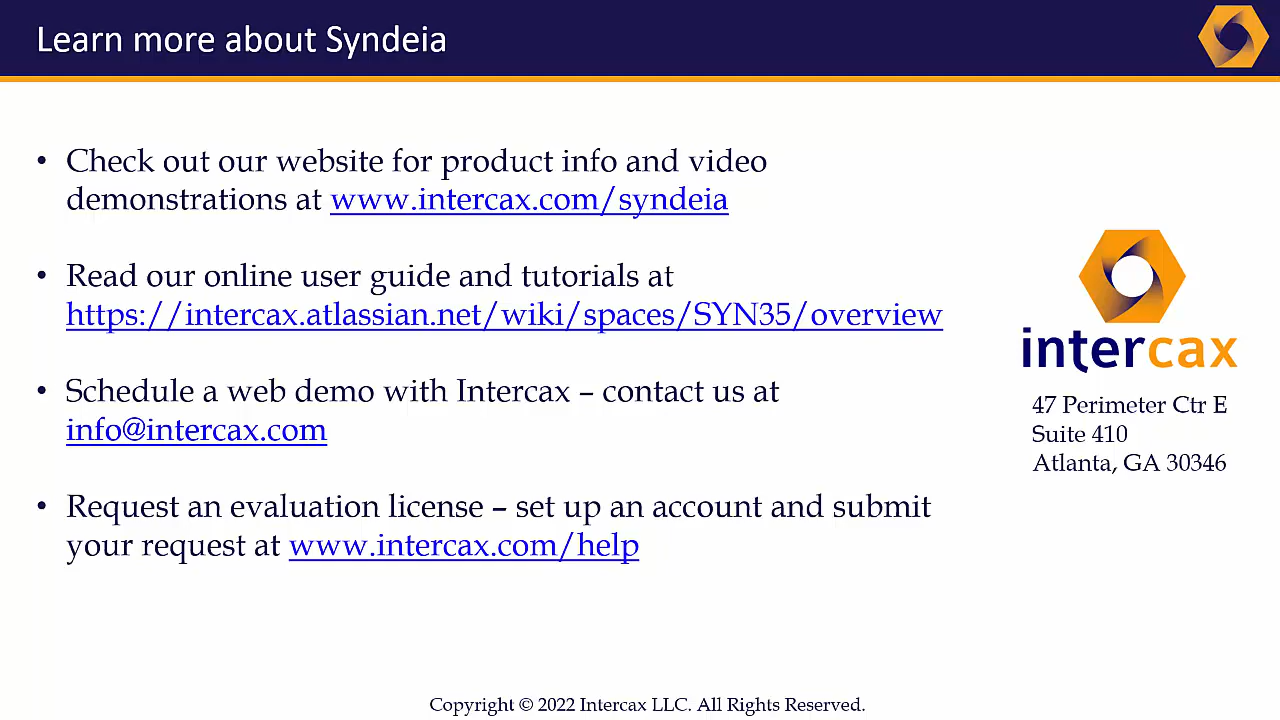 Learn more about Syndeia
• Check out our website for product info and video
demonstrations at www.intercax.com/syndeia
• Read our online user guide and tutorials at
https://intercax.atlassian.net/wiki/spaces/SYN35/overview
• Schedule a web demo with Intercax – contact us at
info@intercax.com
• Request an evaluation license – set up an account and submit
your request at www.intercax.com/help
intercax
47 Perimeter Ctr E
Suite 410
Atlanta, GA 30346
Copyright © 2022 Intercax LLC. All Rights Reserved.